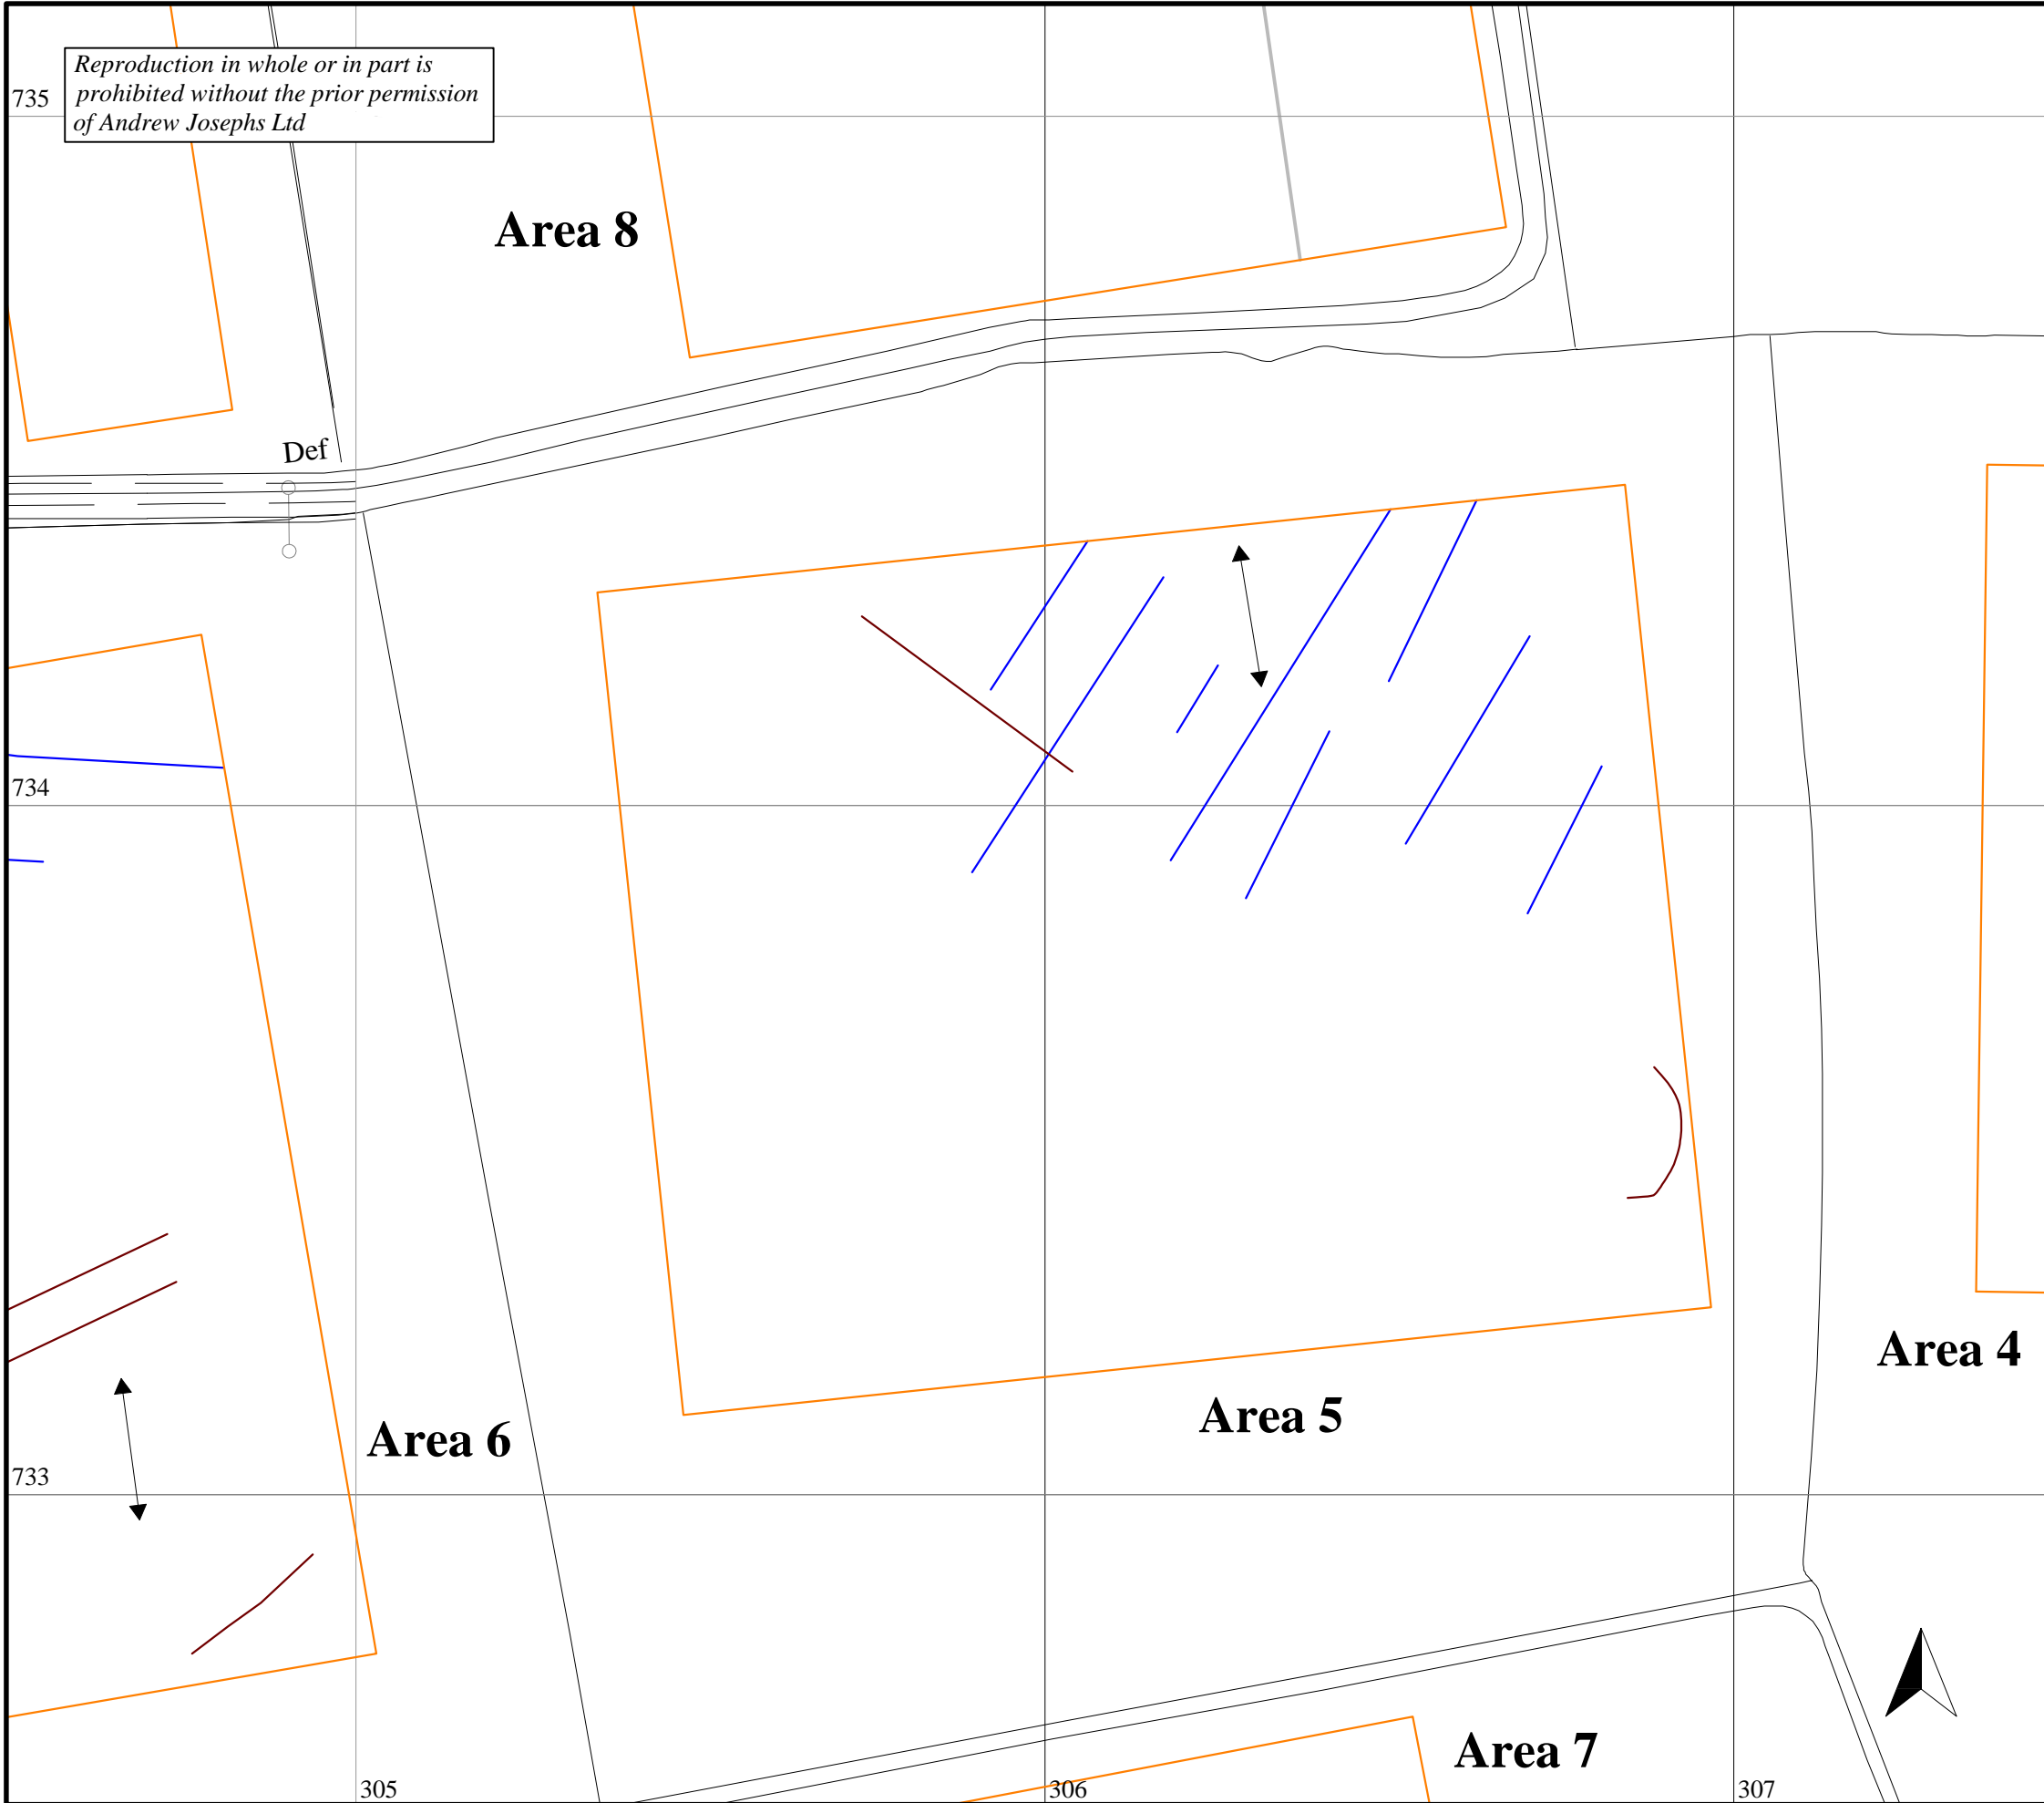 Reproduction in whole or in part is
prohibited without the prior permission
of Andrew Josephs Ltd
735
Area 8
Def
734
Area 4
Area 5
Area 6
733
Area 7
305
306
307